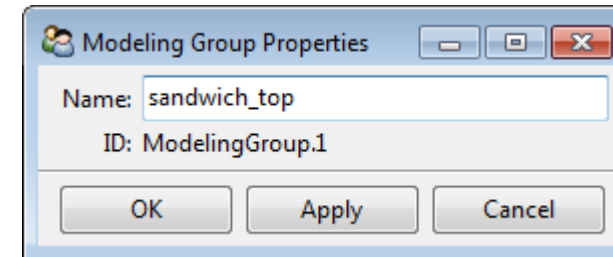 Modeling Group Properties
Name: sandwich_top
ID: ModelingGroup.1
OK Apply Cancel